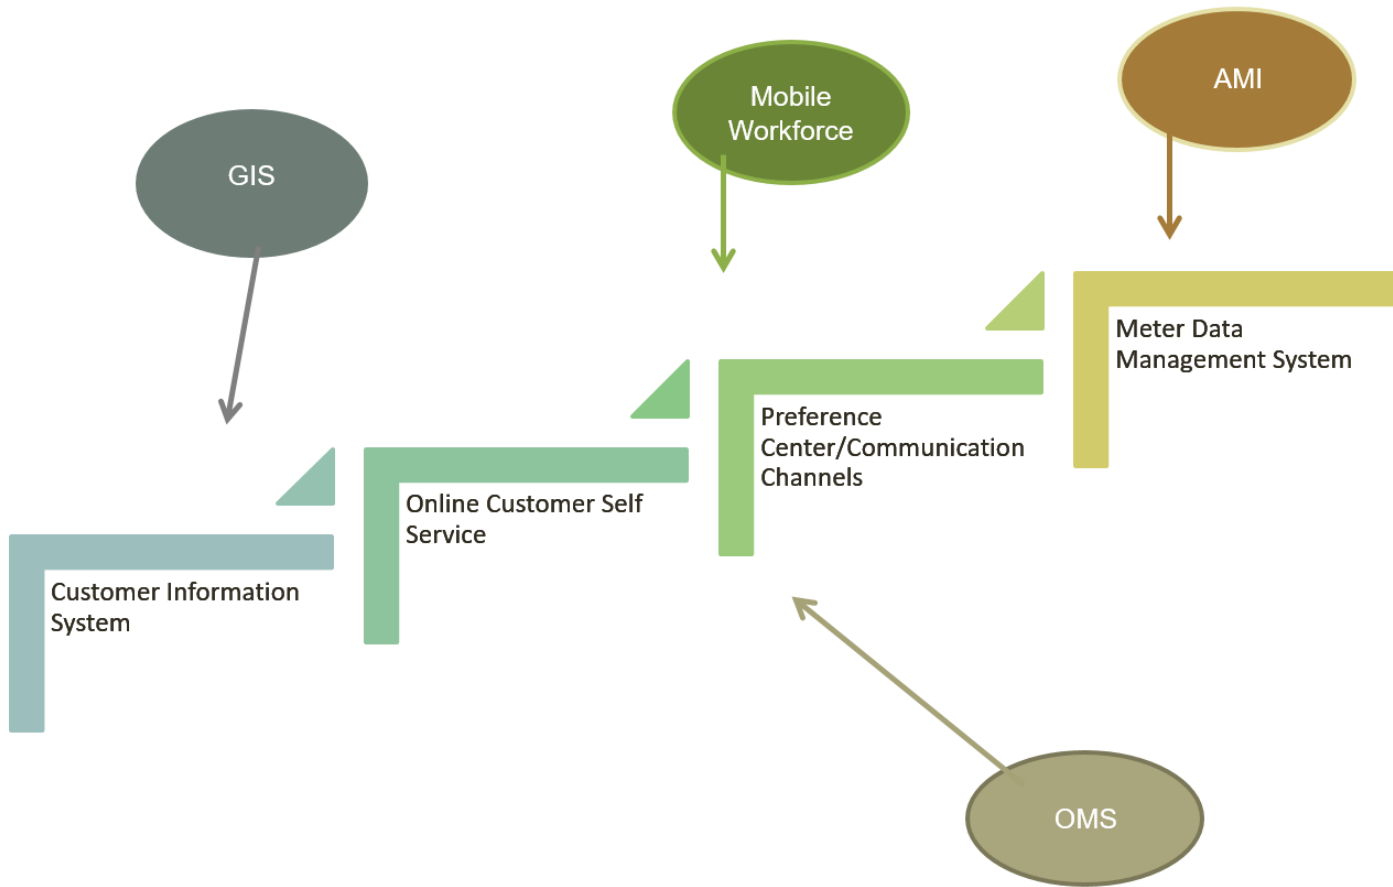 AMI
Mobile
Workforce
GIS
Meter Data
Management System
Preference
Center/Communication
Channels
Online Customer Self
Service
Customer Information
System
OMS